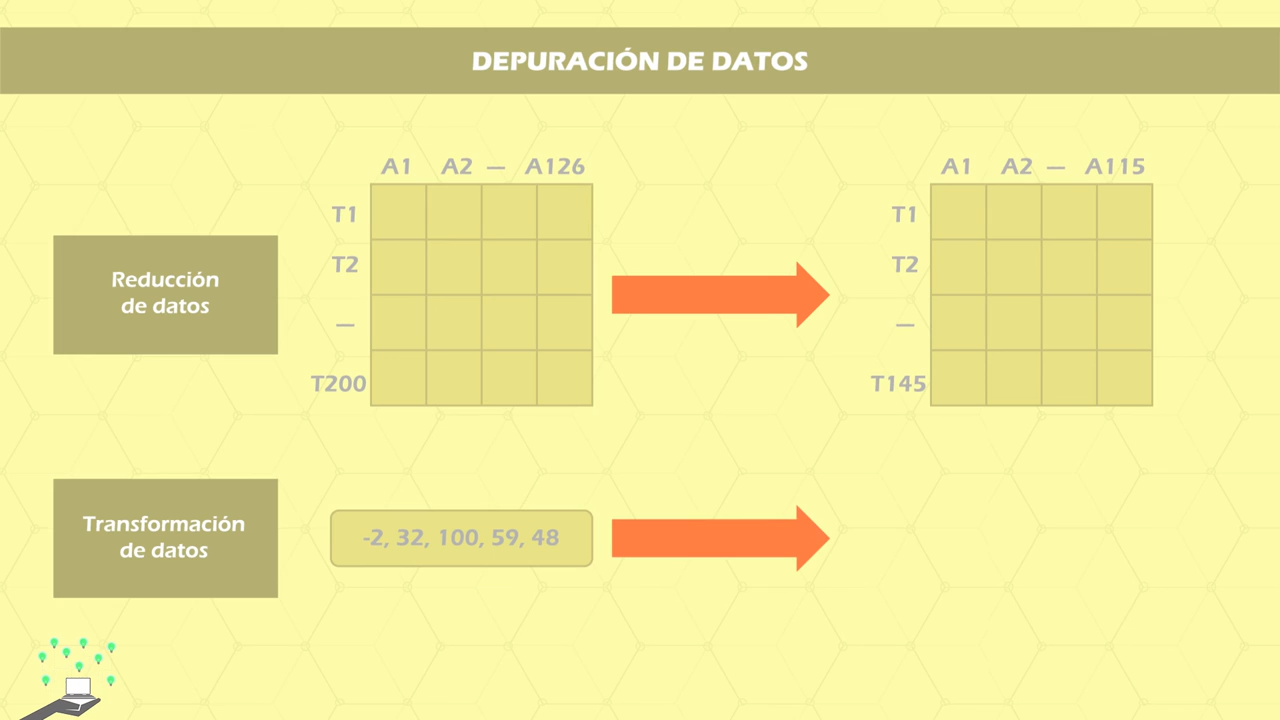 DEPURACIÓN DE DATOS
A1 A2 — A126
T1
T2
—
T200
A1 A2 — A115
T1
T2
—
T145
Reducción
de datos
Transformación
de datos
-2, 32, 100, 59, 48